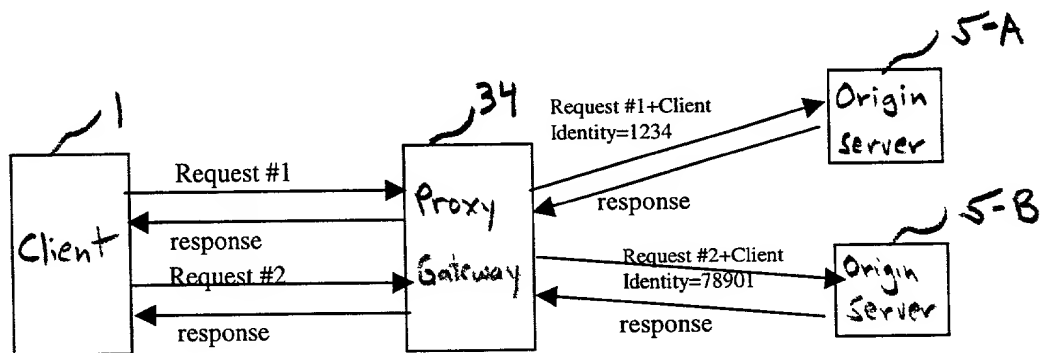 5-A
34
1
Request #1+Client
Identity=1234
Origin
server
Request #1
Proxy
response
5-B
response
Client
Request #2+Client
Identity=78901
Request #2
Gateway
Origin
server
response
response